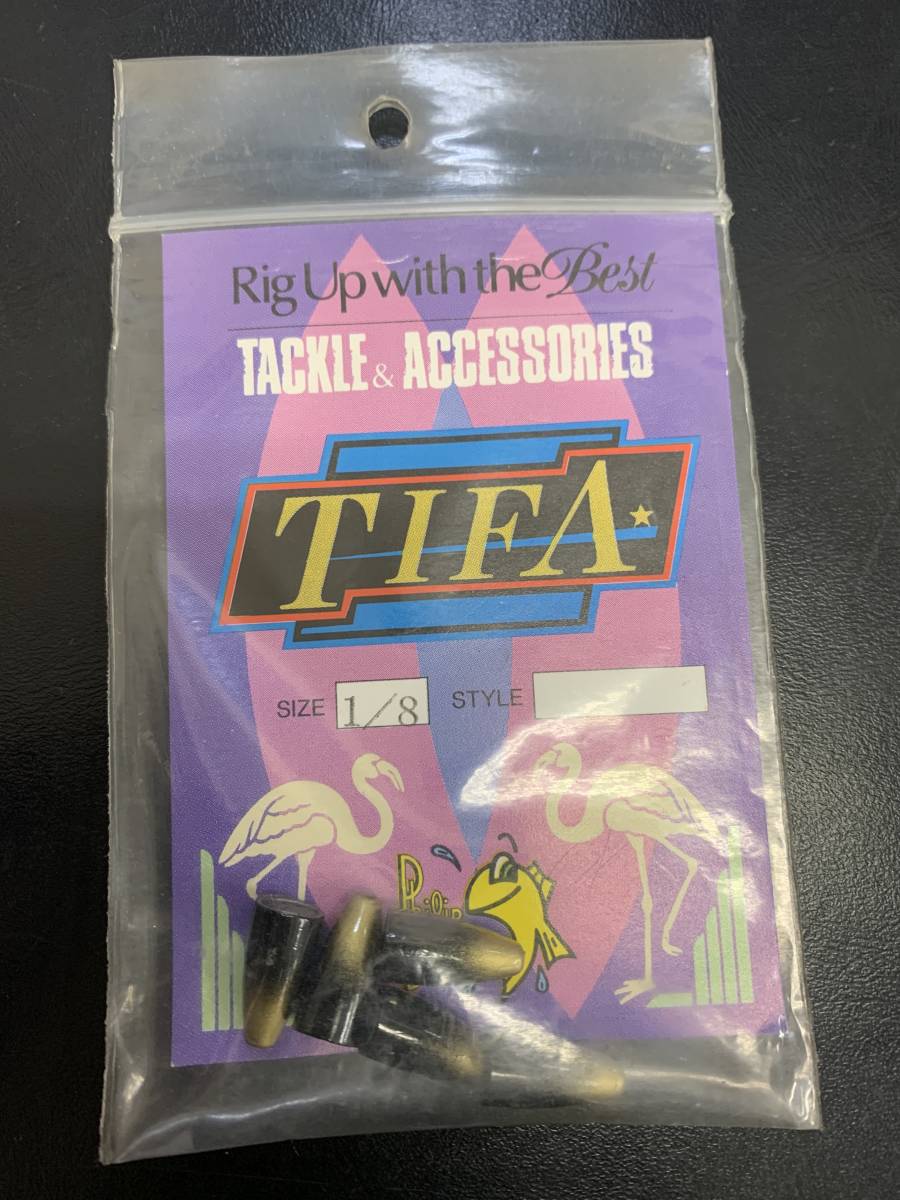 Rig Up with the Best
TACKLE & ACCESSORIES
TIFA
SIZE 1/8 STYLE